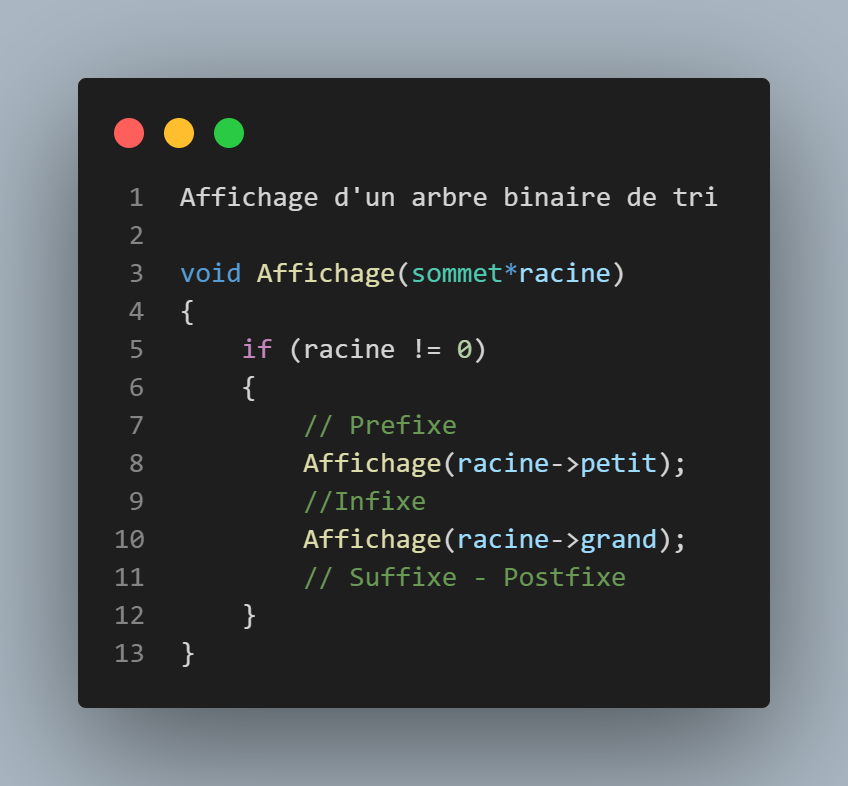 1 Affichage d'un arbre binaire de tri
2
3 void Affichage(sommet*racine)
4 {
5 if (racine != 0)
6 {
7 // Prefixe
8 Affichage(racine->petit);
9 //Infixe
10 Affichage(racine->grand);
11 // Suffixe - Postfixe
12 }
13 }